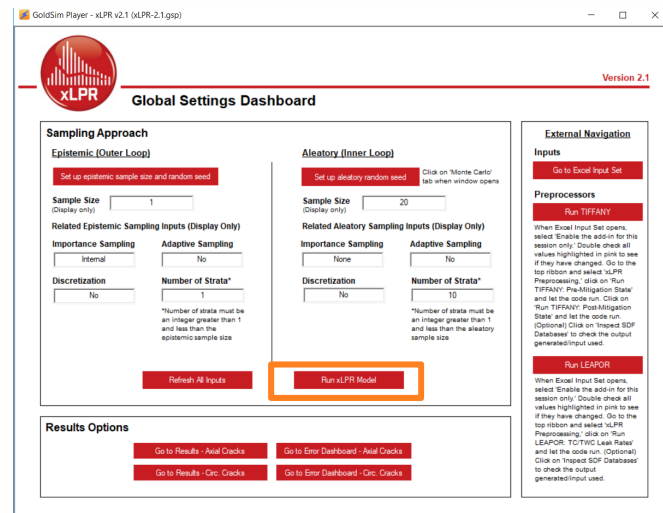 GoldSim Player - xLPR v2.1 (xLPR-2.1.gsp)
xLPR
Version 2.1
Global Settings Dashboard
Sampling Approach
Epistemic (Outer Loop)
Set up epistemic sample size and random seed
Sample Size
(Display only)
1
Related Epistemic Sampling Inputs (Display Only)
Importance Sampling
Adaptive Sampling
Internal
No
Discretization
Number of Strata*
No
1
*Number of strata must be
an integer greater than 1
and less than the
epistemic sample size
Aleatory (Inner Loop)
Set up aleatory random seed
Click on 'Monte Carlo'
tab when window opens
Sample Size
(Display only)
20
Related Aleatory Sampling Inputs (Display Only)
Importance Sampling
Adaptive Sampling
None
No
Discretization
Number of Strata*
No
10
*Number of strata must be
an integer greater than 1
and less than the aleatory
sample size
Refresh All Inputs
Run xLPR Model
Results Options
Go to Results - Axial Cracks
Go to Error Dashboard - Axial Cracks
Go to Results - Circ. Cracks
Go to Error Dashboard - Circ. Cracks
External Navigation
Inputs
Go to Excel Input Set
Preprocessors
Run TIFFANY
When Excel Input Set opens,
select 'Enable the add-in for this
session only.' Double check all
values highlighted in pink to see
if they have changed. Go to the
top ribbon and select 'xLPR
Preprocessing,' click on 'Run
TIFFANY: Pre-Mitigation State'
and let the code run. Click on
'Run TIFFANY: Post-Mitigation
State' and let the code run.
(Optional) Click on 'Inspect SDF
Databases' to check the output
generated/input used.
Run LEAPOR
When Excel Input Set opens,
select 'Enable the add-in for this
session only.' Double check all
values highlighted in pink to see
if they have changed. Go to the
top ribbon and select 'xLPR
Preprocessing,' click on 'Run
LEAPOR: TC/TWC Leak Rates'
and let the code run. (Optional)
Click on 'Inspect SDF Databases'
to check the output
generated/input used.